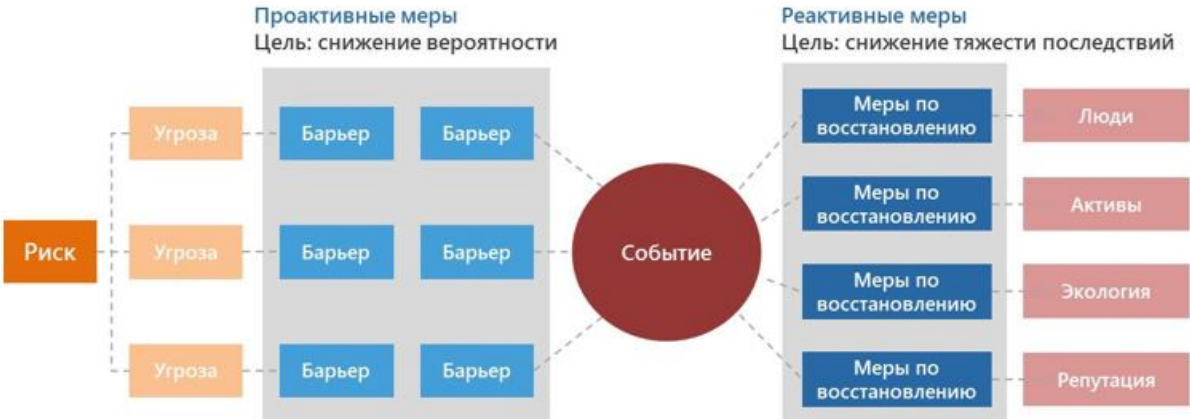 Проактивные меры
Цель: снижение вероятности
Реактивные меры
Цель: снижение тяжести последствий
Риск
Угроза
Барьер
Барьер
Угроза
Барьер
Барьер
Угроза
Барьер
Барьер
Событие
Меры по
восстановлению
Люди
Меры по
восстановлению
Активы
Меры по
восстановлению
Экология
Меры по
восстановлению
Репутация